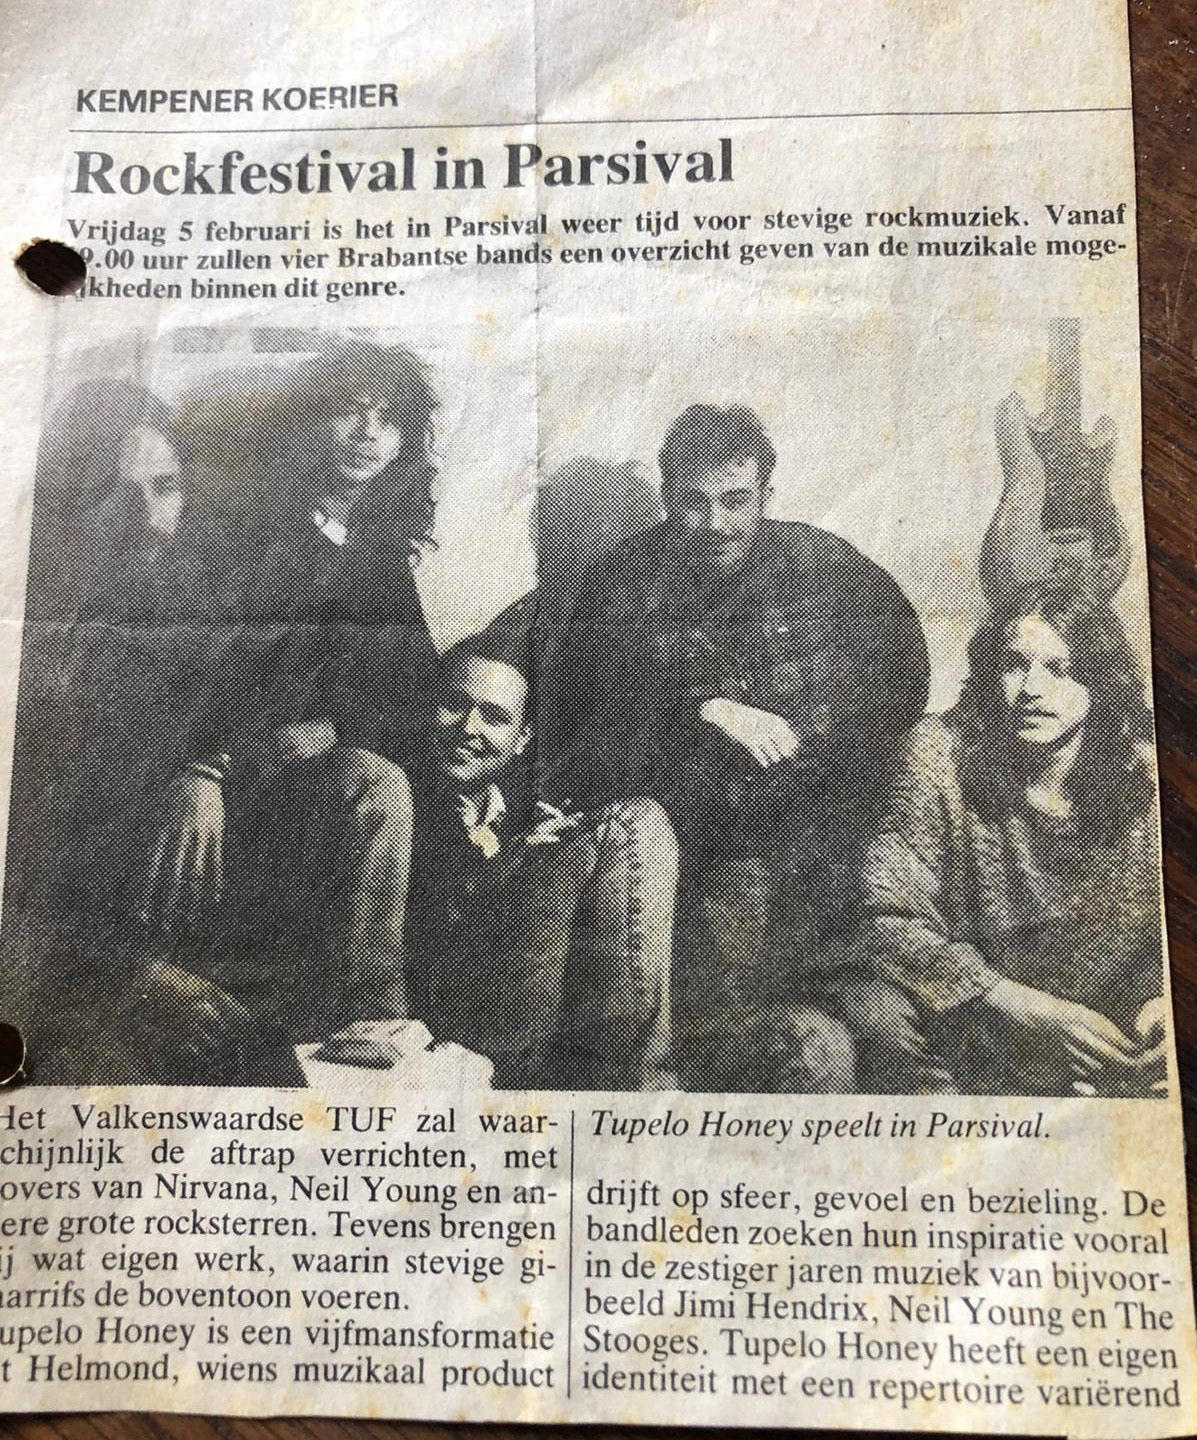 KEMPENER KOERIER
Rockfestival in Parsival
Vrijdag 5 februari is het in Parsival weer tijd voor stevige rockmuziek. Vanaf
9.00 uur zullen vier Brabantse bands een overzicht geven van de muzikale moge-
kheden binnen dit genre.
Het Valkenswaardse TUF zal waar-
chijnlijk de aftrap verrichten, met
overs van Nirvana, Neil Young en an-
ere grote rocksterren. Tevens brengen
ij wat eigen werk, waarin stevige gi-
arrifs de boventoon voeren.
upelo Honey is een vijfmansformatie
t Helmond, wiens muzikaal product
Tupelo Honey speelt in Parsival.
drijft op sfeer, gevoel en bezieling. De
bandleden zoeken hun inspiratie vooral
in de zestiger jaren muziek van bijvoor-
beeld Jimi Hendrix, Neil Young en The
Stooges. Tupelo Honey heeft een eigen
identiteit met een repertoire variërend